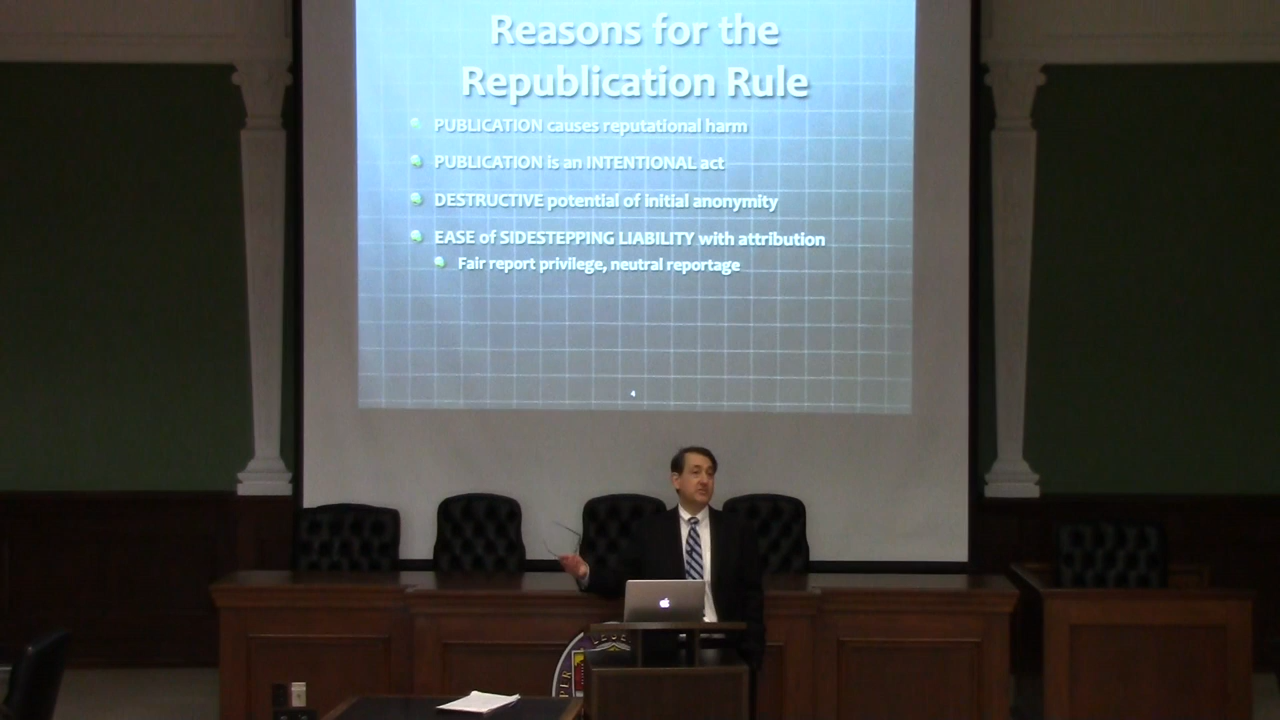 Reasons for the
Republication Rule
PUBLICATION causes reputational harm
PUBLICATION is an INTENTIONAL act
DESTRUCTIVE potential of initial anonymity
EASE of SIDESTEPPING LIABILITY with attribution
Fair report privilege, neutral reportage
4